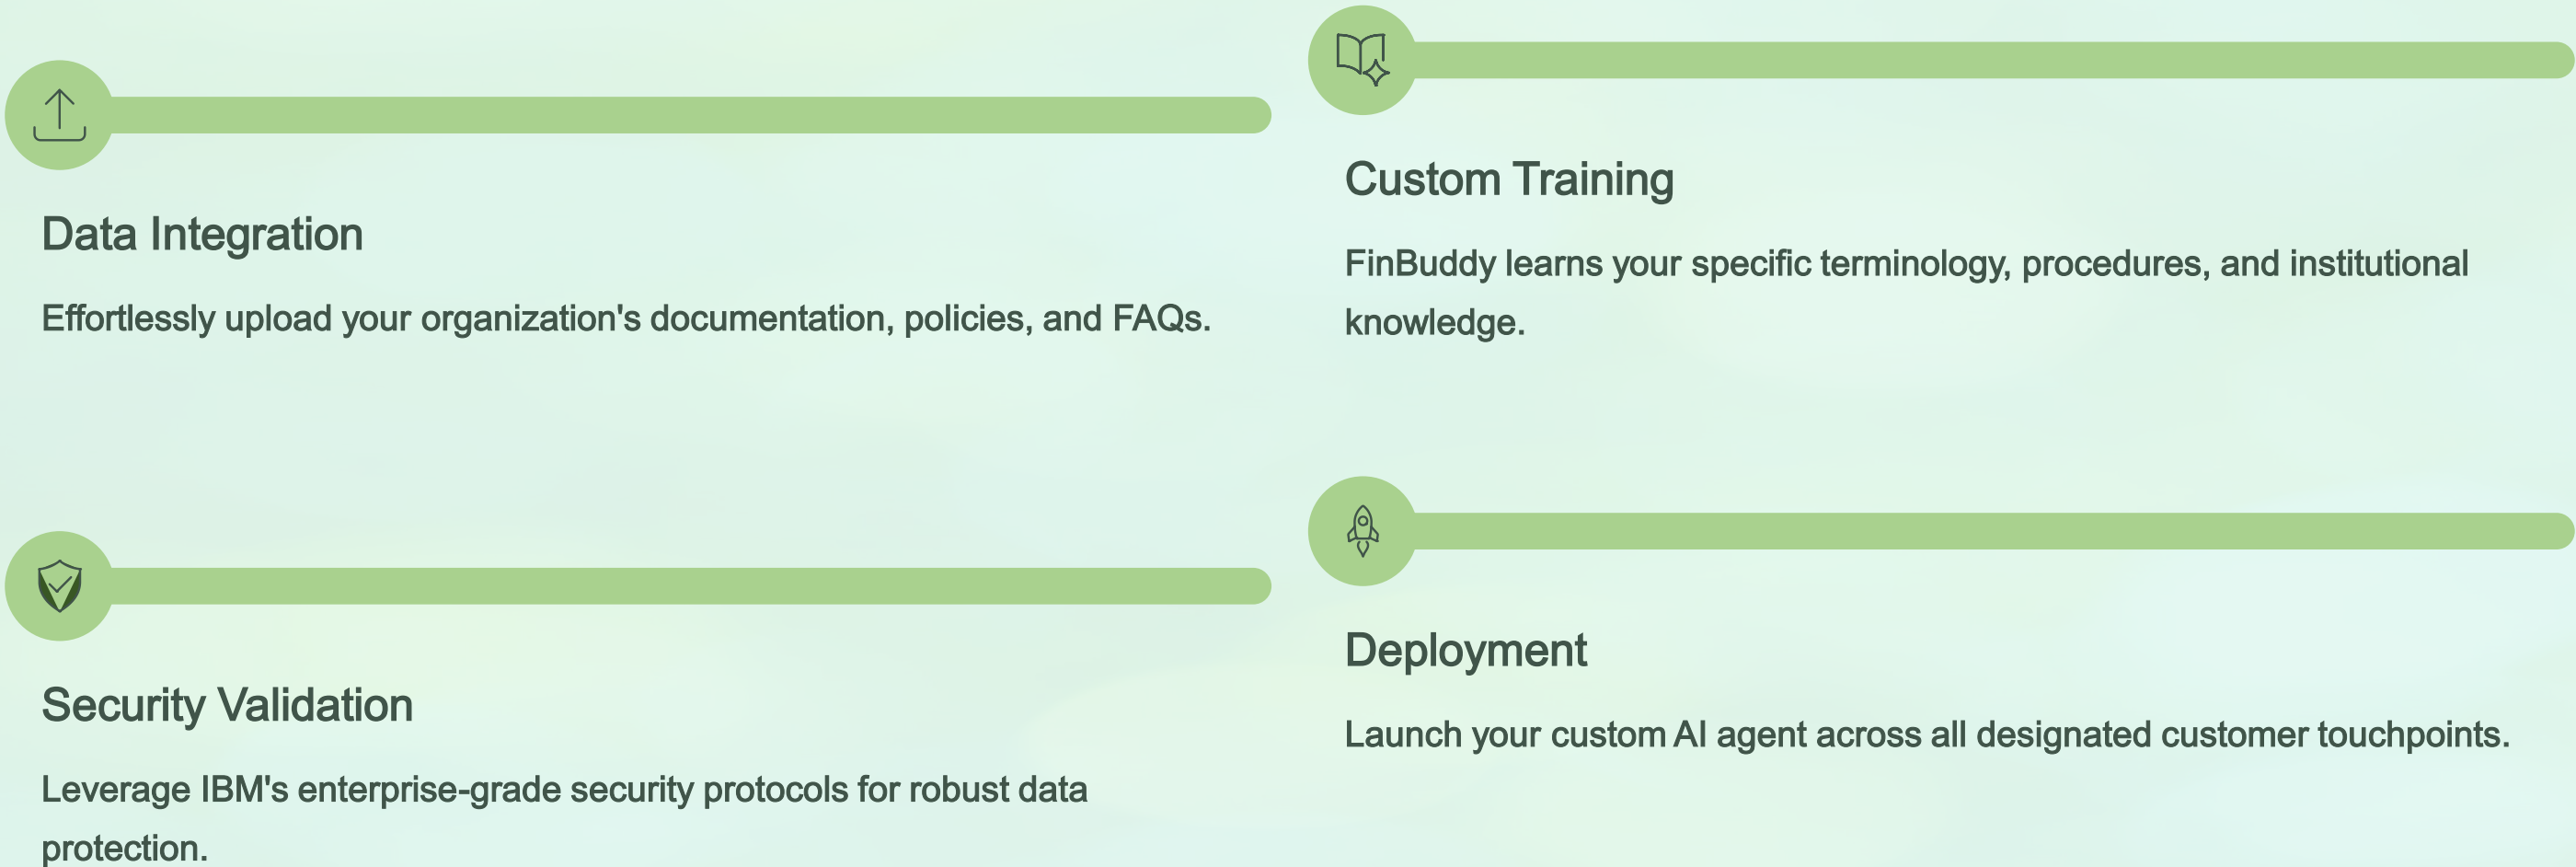 Data Integration
Effortlessly upload your organization's documentation, policies, and FAQs.
Custom Training
FinBuddy learns your specific terminology, procedures, and institutional
knowledge.
Security Validation
Leverage IBM's enterprise-grade security protocols for robust data
protection.
Deployment
Launch your custom AI agent across all designated customer touchpoints.